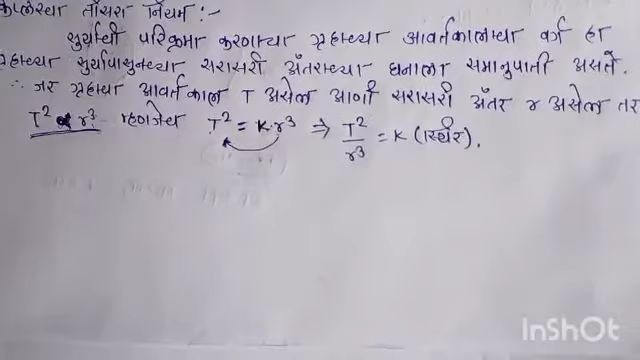 केप्लरचा तीसरा नियम :-
सुर्याची परिक्रमा करणाऱ्या ग्रहाच्या आवर्तकालाचा वर्ग हा
ग्रहाच्या सुर्यापासुनच्या सरासरी अंतराच्या घनाला समानुपाती असते.
∴ जर ग्रहाचा आवर्तकाल T असेल आणी सरासरी अंतर r असेल तर
T² ∝ r³ म्हणजेच T² = K.r³ ⇒ T²/r³ = K (स्थिर).
InShOt